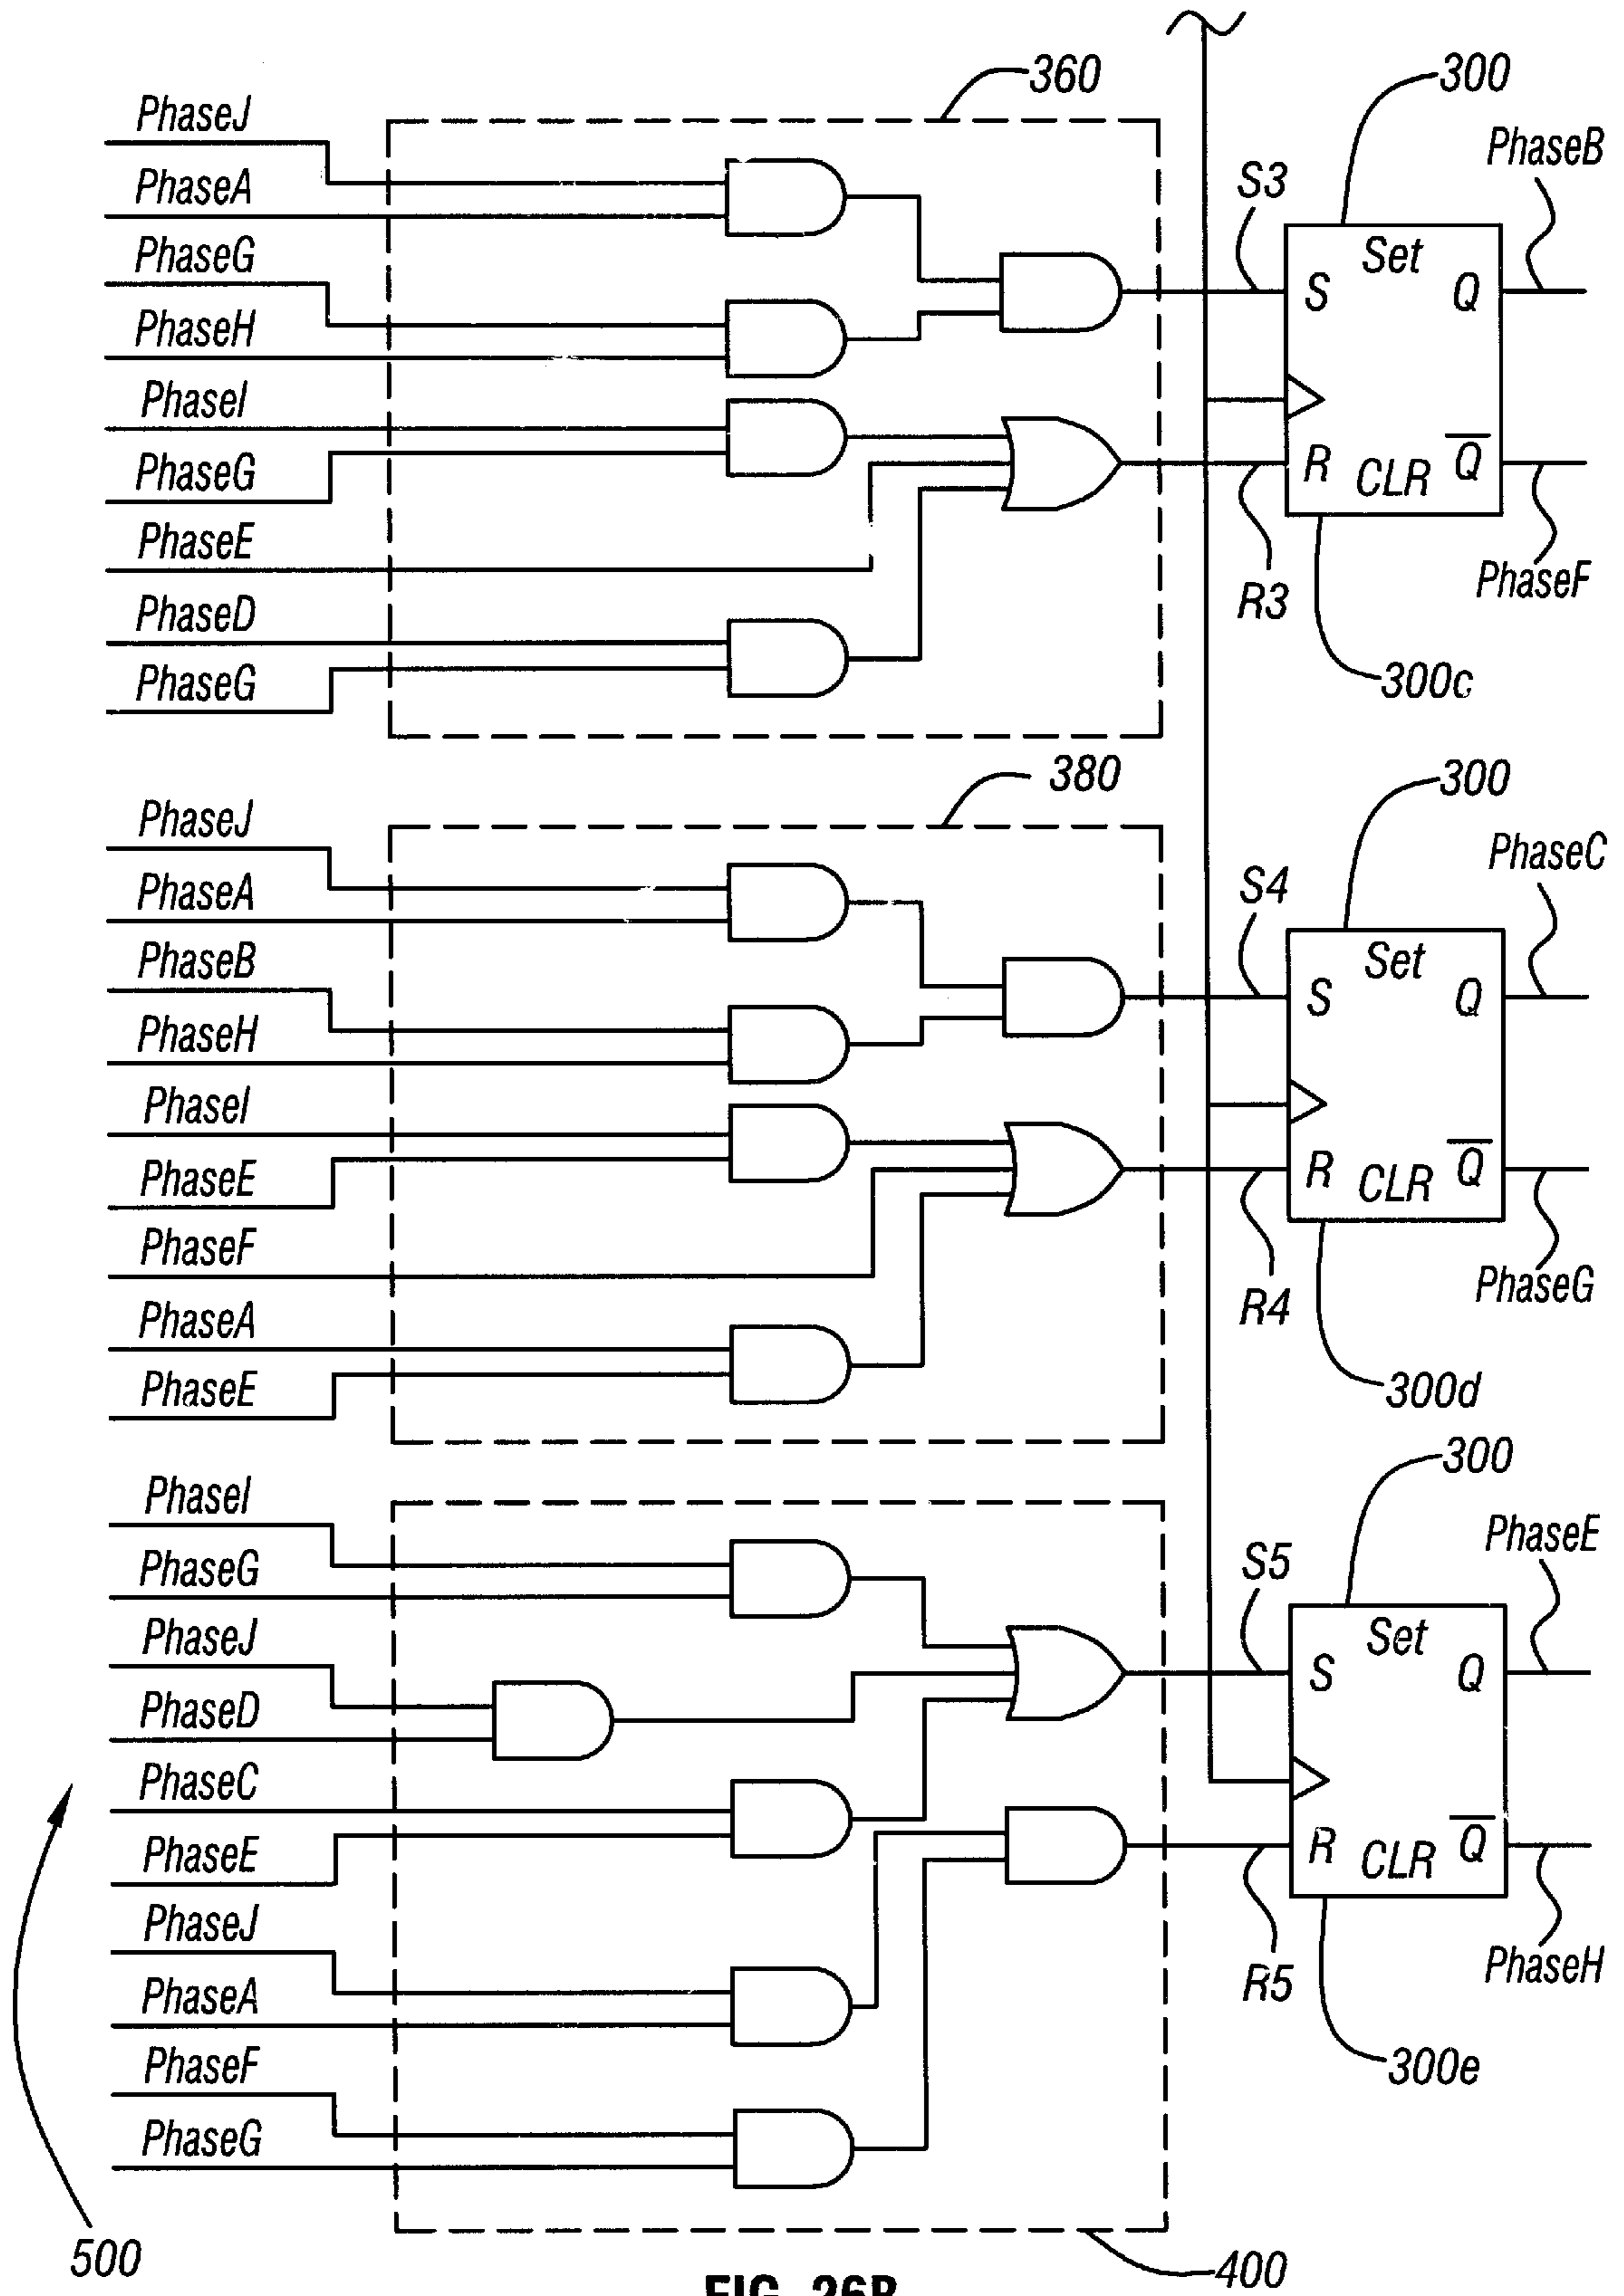 360
300
PhaseJ
PhaseB
PhaseA
S3
PhaseG
Set
S
Q
PhaseH
PhaseI
PhaseG
R
CLR
Q
PhaseE
PhaseF
R3
PhaseD
PhaseG
300c
380
300
PhaseJ
PhaseC
PhaseA
S4
PhaseB
Set
S
Q
PhaseH
PhaseI
PhaseE
R
CLR
Q
PhaseF
PhaseG
R4
PhaseA
PhaseE
300d
300
PhaseI
PhaseE
PhaseG
S5
PhaseJ
Set
S
Q
PhaseD
PhaseC
PhaseE
R
CLR
Q
PhaseJ
PhaseH
R5
PhaseA
PhaseF
300e
PhaseG
500
400
FIG. 26B